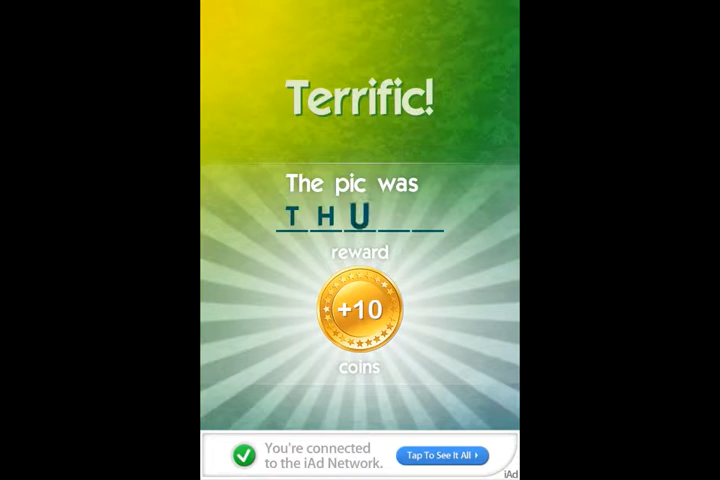 Terrific!
The pic was
T H U _ _
reward
+10
coins
You're connected
to the iAd Network.
Tap To See It All
iAd